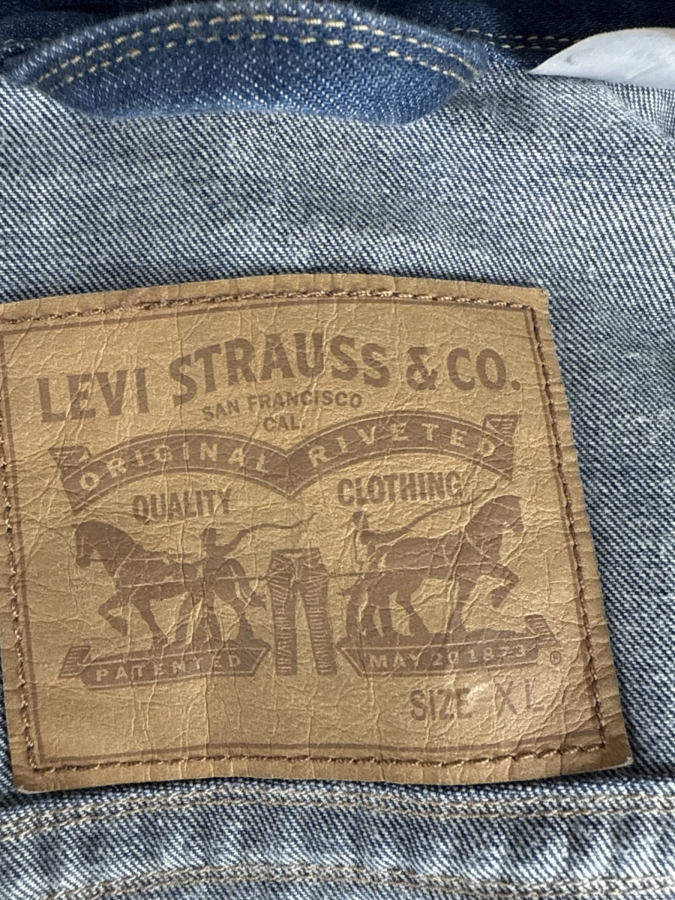 LEVI STRAUSS & CO.
SAN FRANCISCO
CAL.
ORIGINAL RIVETED
QUALITY CLOTHING
PATENTED MAY 20 1873
®
SIZE XL